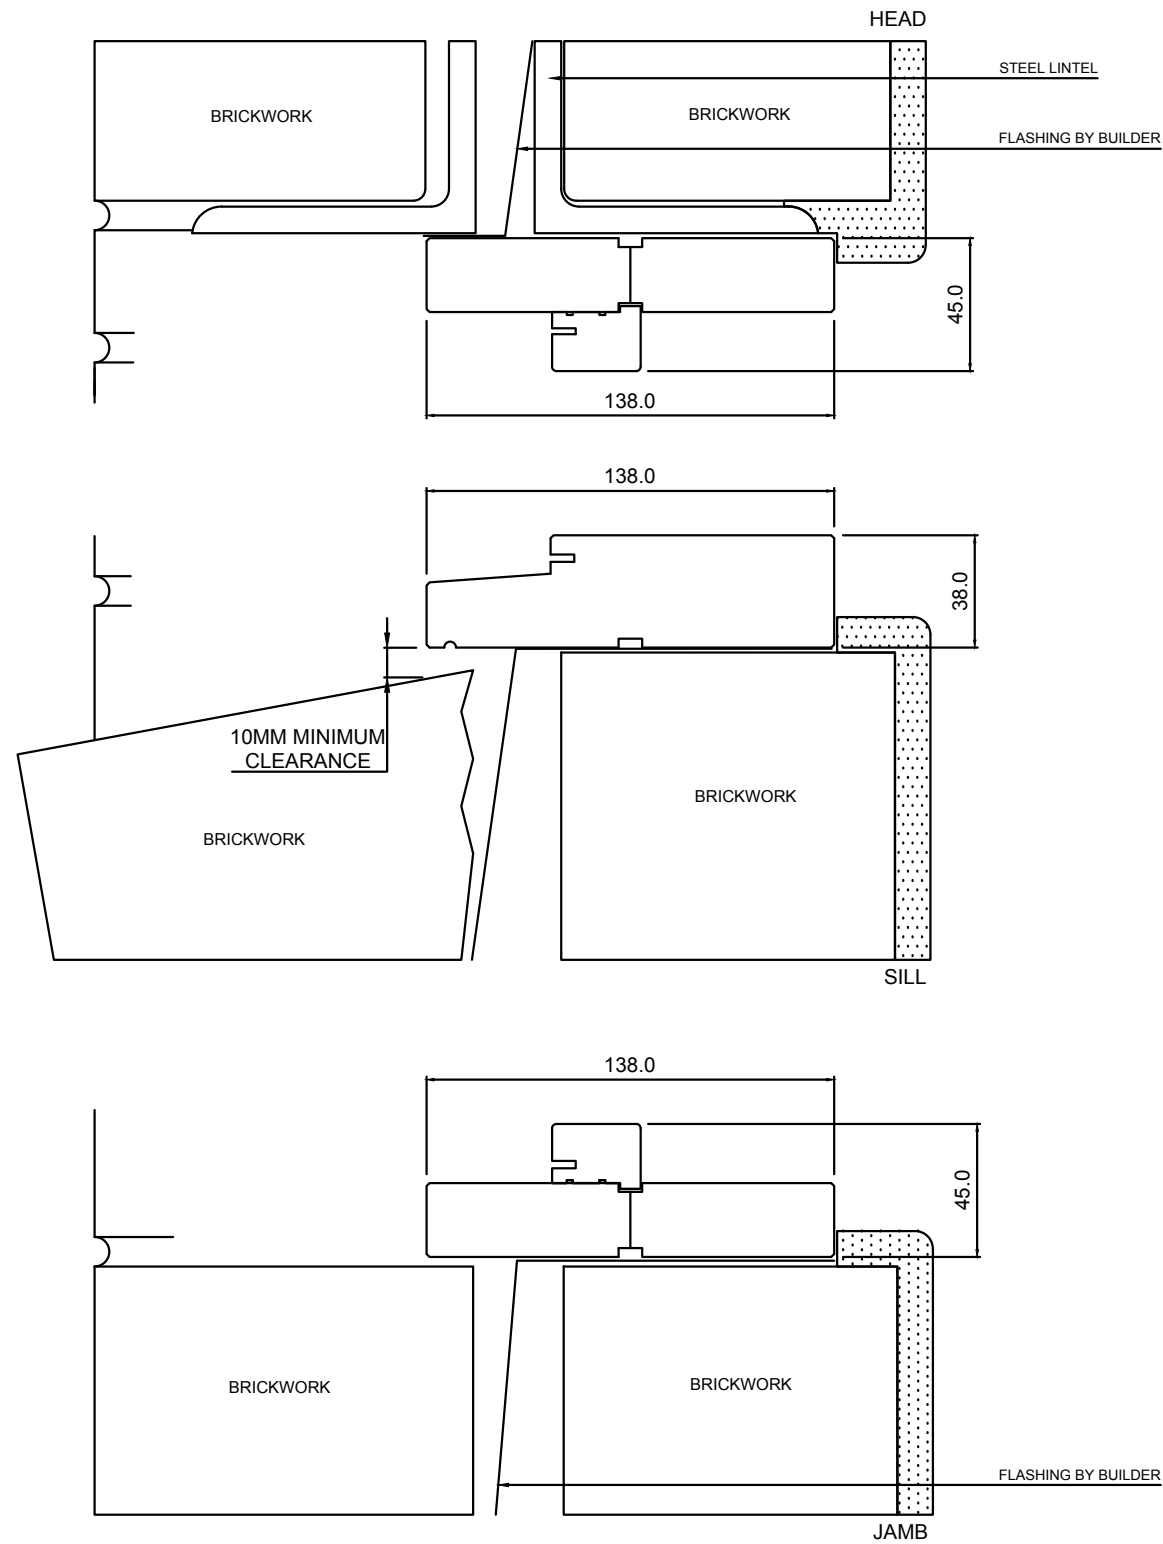 HEAD
STEEL LINTEL
BRICKWORK
BRICKWORK
FLASHING BY BUILDER
45.0
138.0
138.0
38.0
10MM MINIMUM
CLEARANCE
BRICKWORK
BRICKWORK
SILL
138.0
45.0
BRICKWORK
BRICKWORK
FLASHING BY BUILDER
JAMB